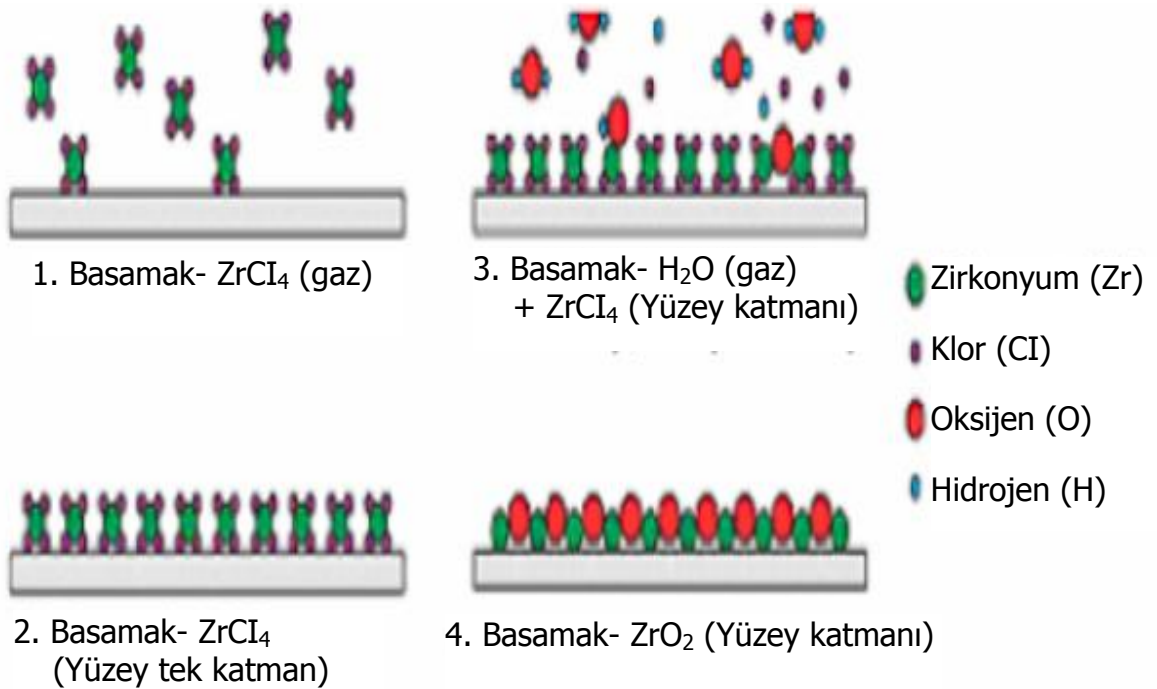 1. Basamak- ZrCI₄ (gaz)
3. Basamak- H₂O (gaz)
+ ZrCI₄ (Yüzey katmanı)
2. Basamak- ZrCI₄
(Yüzey tek katman)
4. Basamak- ZrO₂ (Yüzey katmanı)
Zirkonyum (Zr)
Klor (CI)
Oksijen (O)
Hidrojen (H)